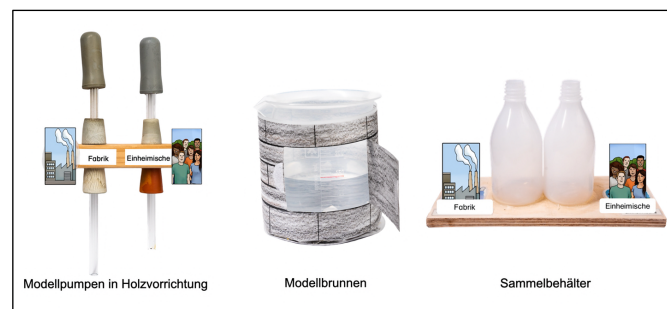 Fabrik
Einheimische
Fabrik
Einheimische
Modellpumpen in Holzvorrichtung
Modellbrunnen
Sammelbehälter